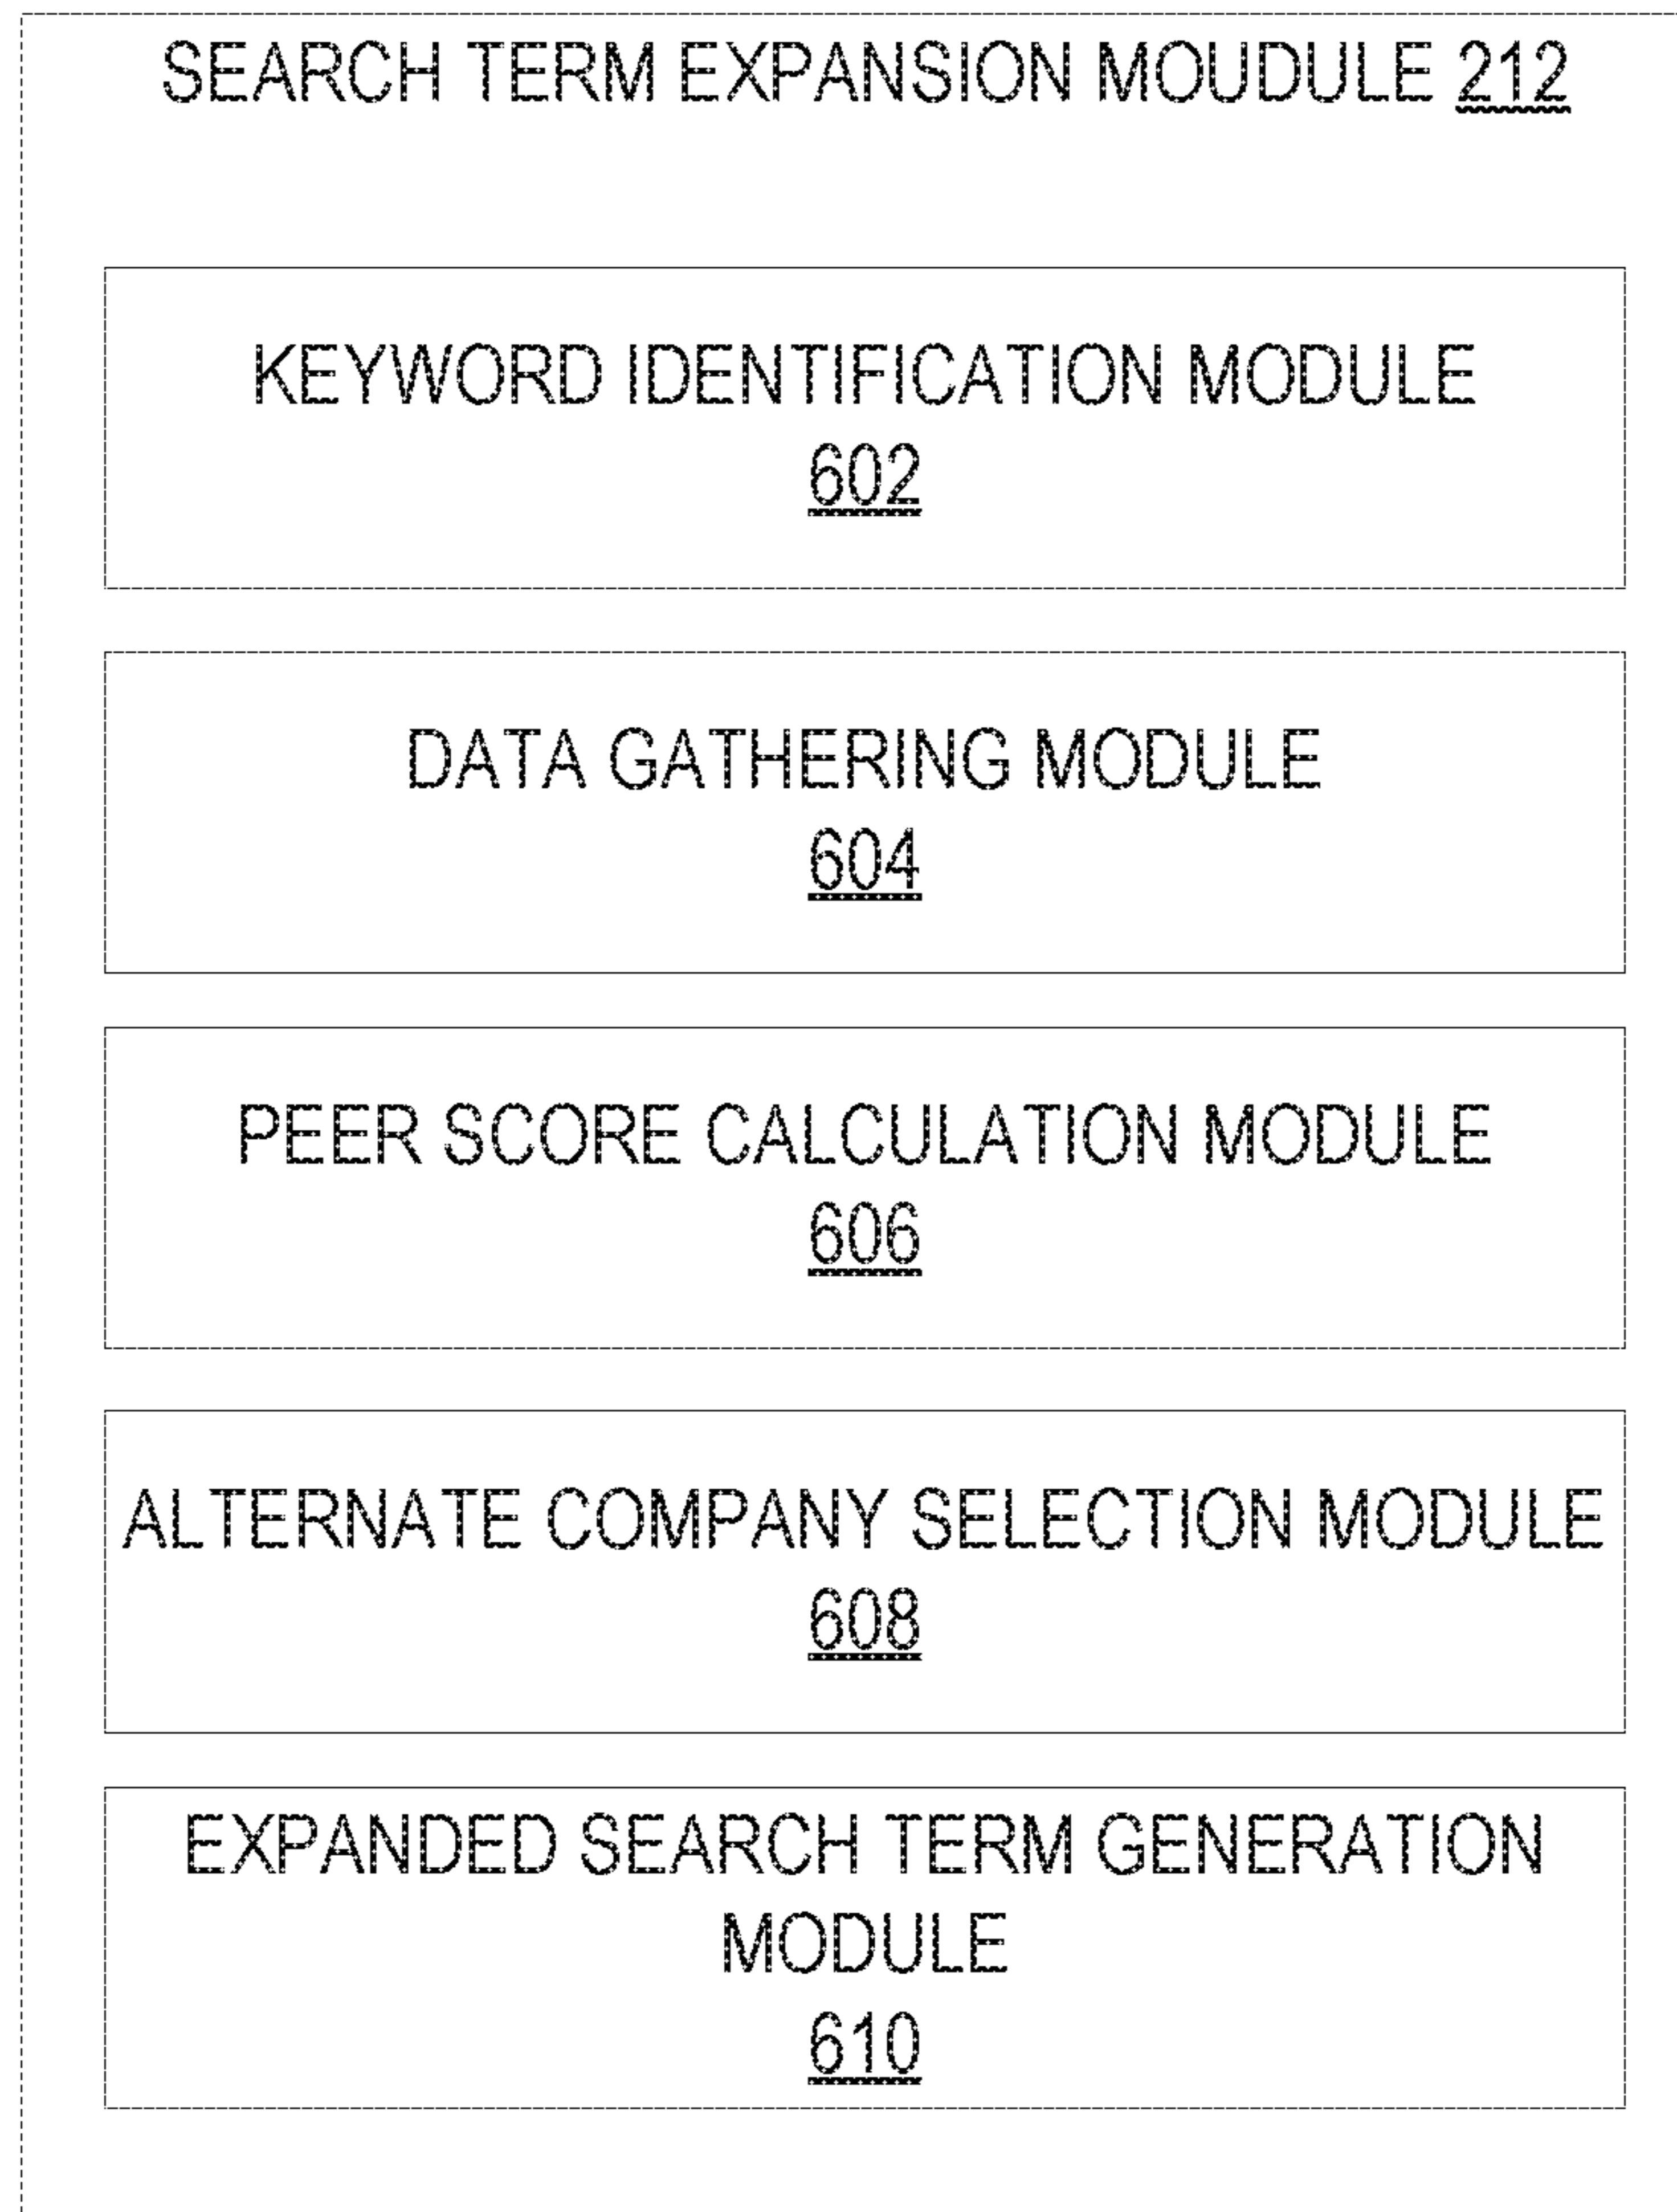 SEARCH TERM EXPANSION MOUDULE 212
KEYWORD IDENTIFICATION MODULE
602
DATA GATHERING MODULE
604
PEER SCORE CALCULATION MODULE
606
ALTERNATE COMPANY SELECTION MODULE
608
EXPANDED SEARCH TERM GENERATION
MODULE
610